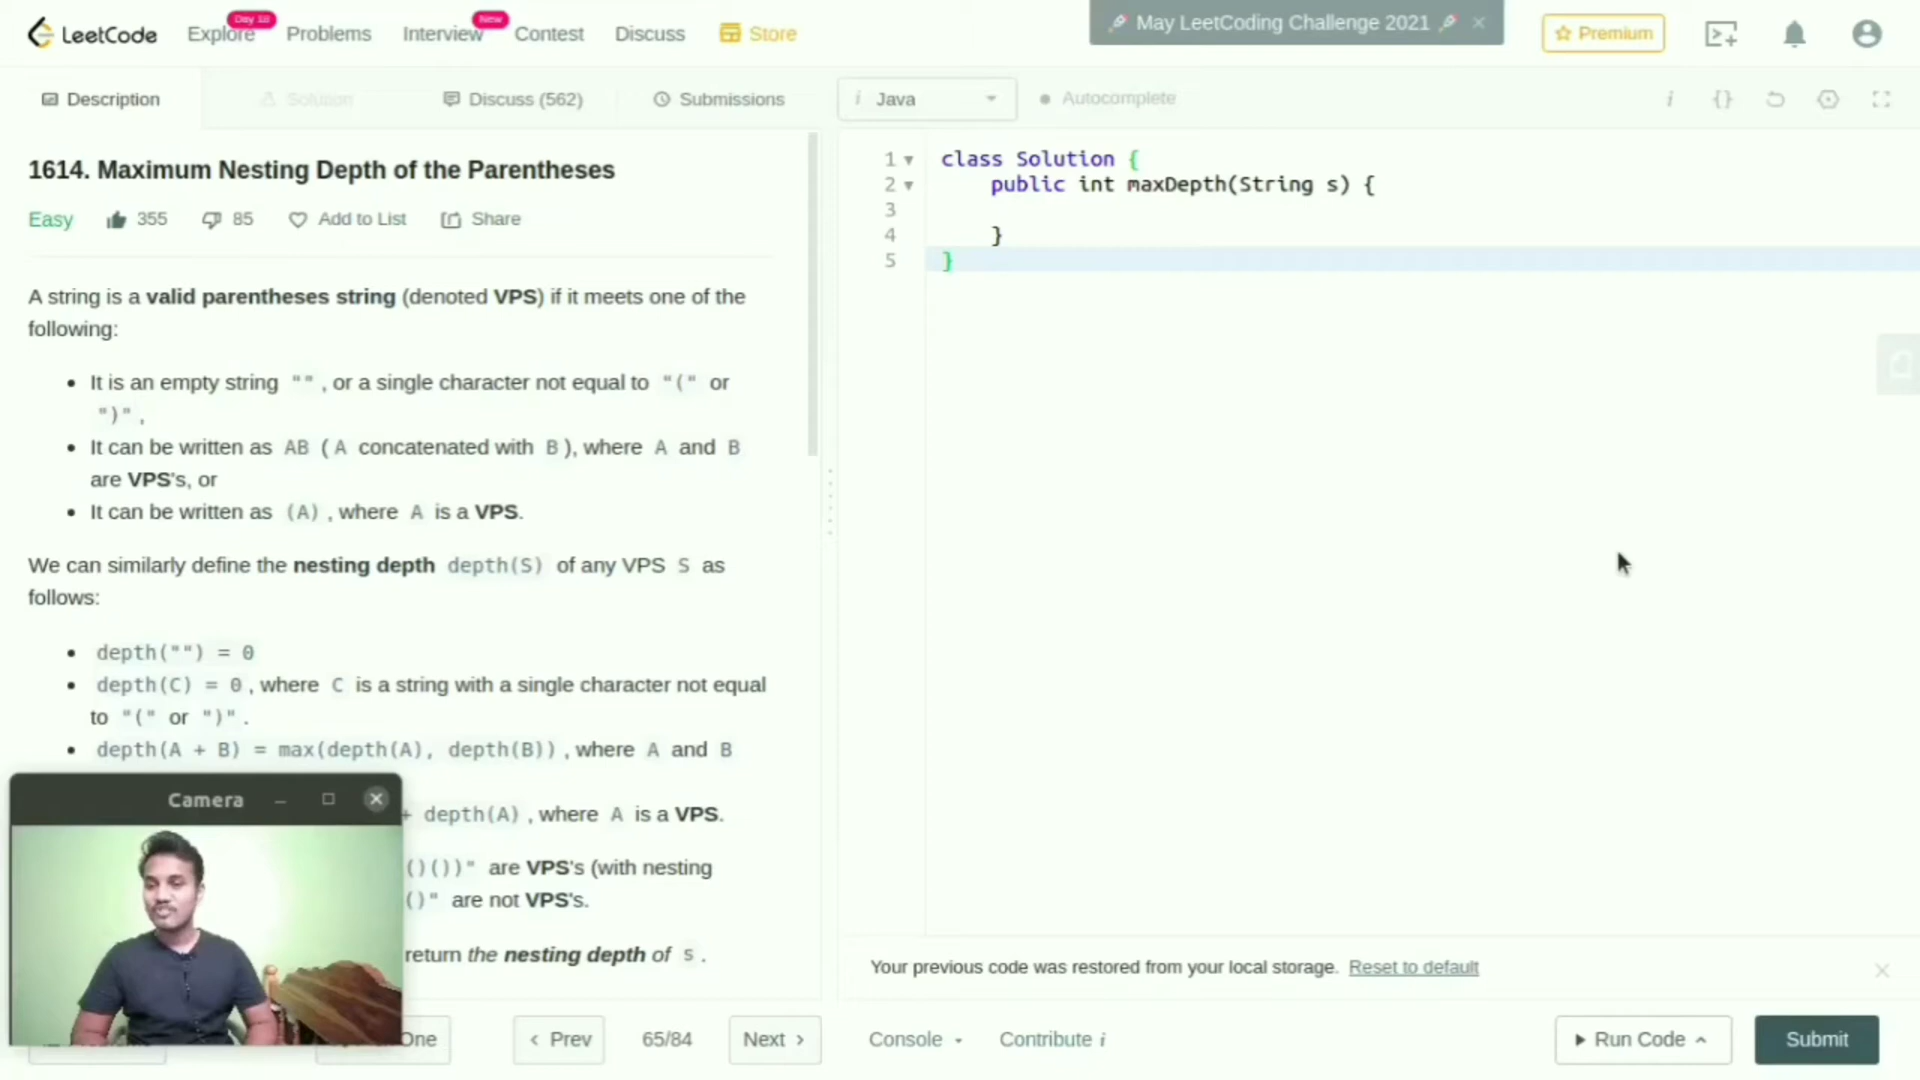 LeetCode
Explore
Day 10
Problems
Interview
New
Contest
Discuss
Store
May LeetCoding Challenge 2021
Premium
Description
Solution
Discuss (562)
Submissions
i Java
Autocomplete
i
{}
1614. Maximum Nesting Depth of the Parentheses
Easy
355
85
Add to List
Share
A string is a valid parentheses string (denoted VPS) if it meets one of the
following:
• It is an empty string "", or a single character not equal to "(" or
")",
• It can be written as AB (A concatenated with B), where A and B
are VPS's, or
• It can be written as (A), where A is a VPS.
We can similarly define the nesting depth depth(S) of any VPS S as
follows:
• depth("") = 0
• depth(C) = 0, where C is a string with a single character not equal
to "(" or ")".
• depth(A + B) = max(depth(A), depth(B)), where A and B
+ depth(A), where A is a VPS.
()())" are VPS's (with nesting
()" are not VPS's.
return the nesting depth of s.
Camera
One
Prev
65/84
Next
1 class Solution {
2 public int maxDepth(String s) {
3
4 }
5 }
Your previous code was restored from your local storage. Reset to default
Console
Contribute i
Run Code
Submit